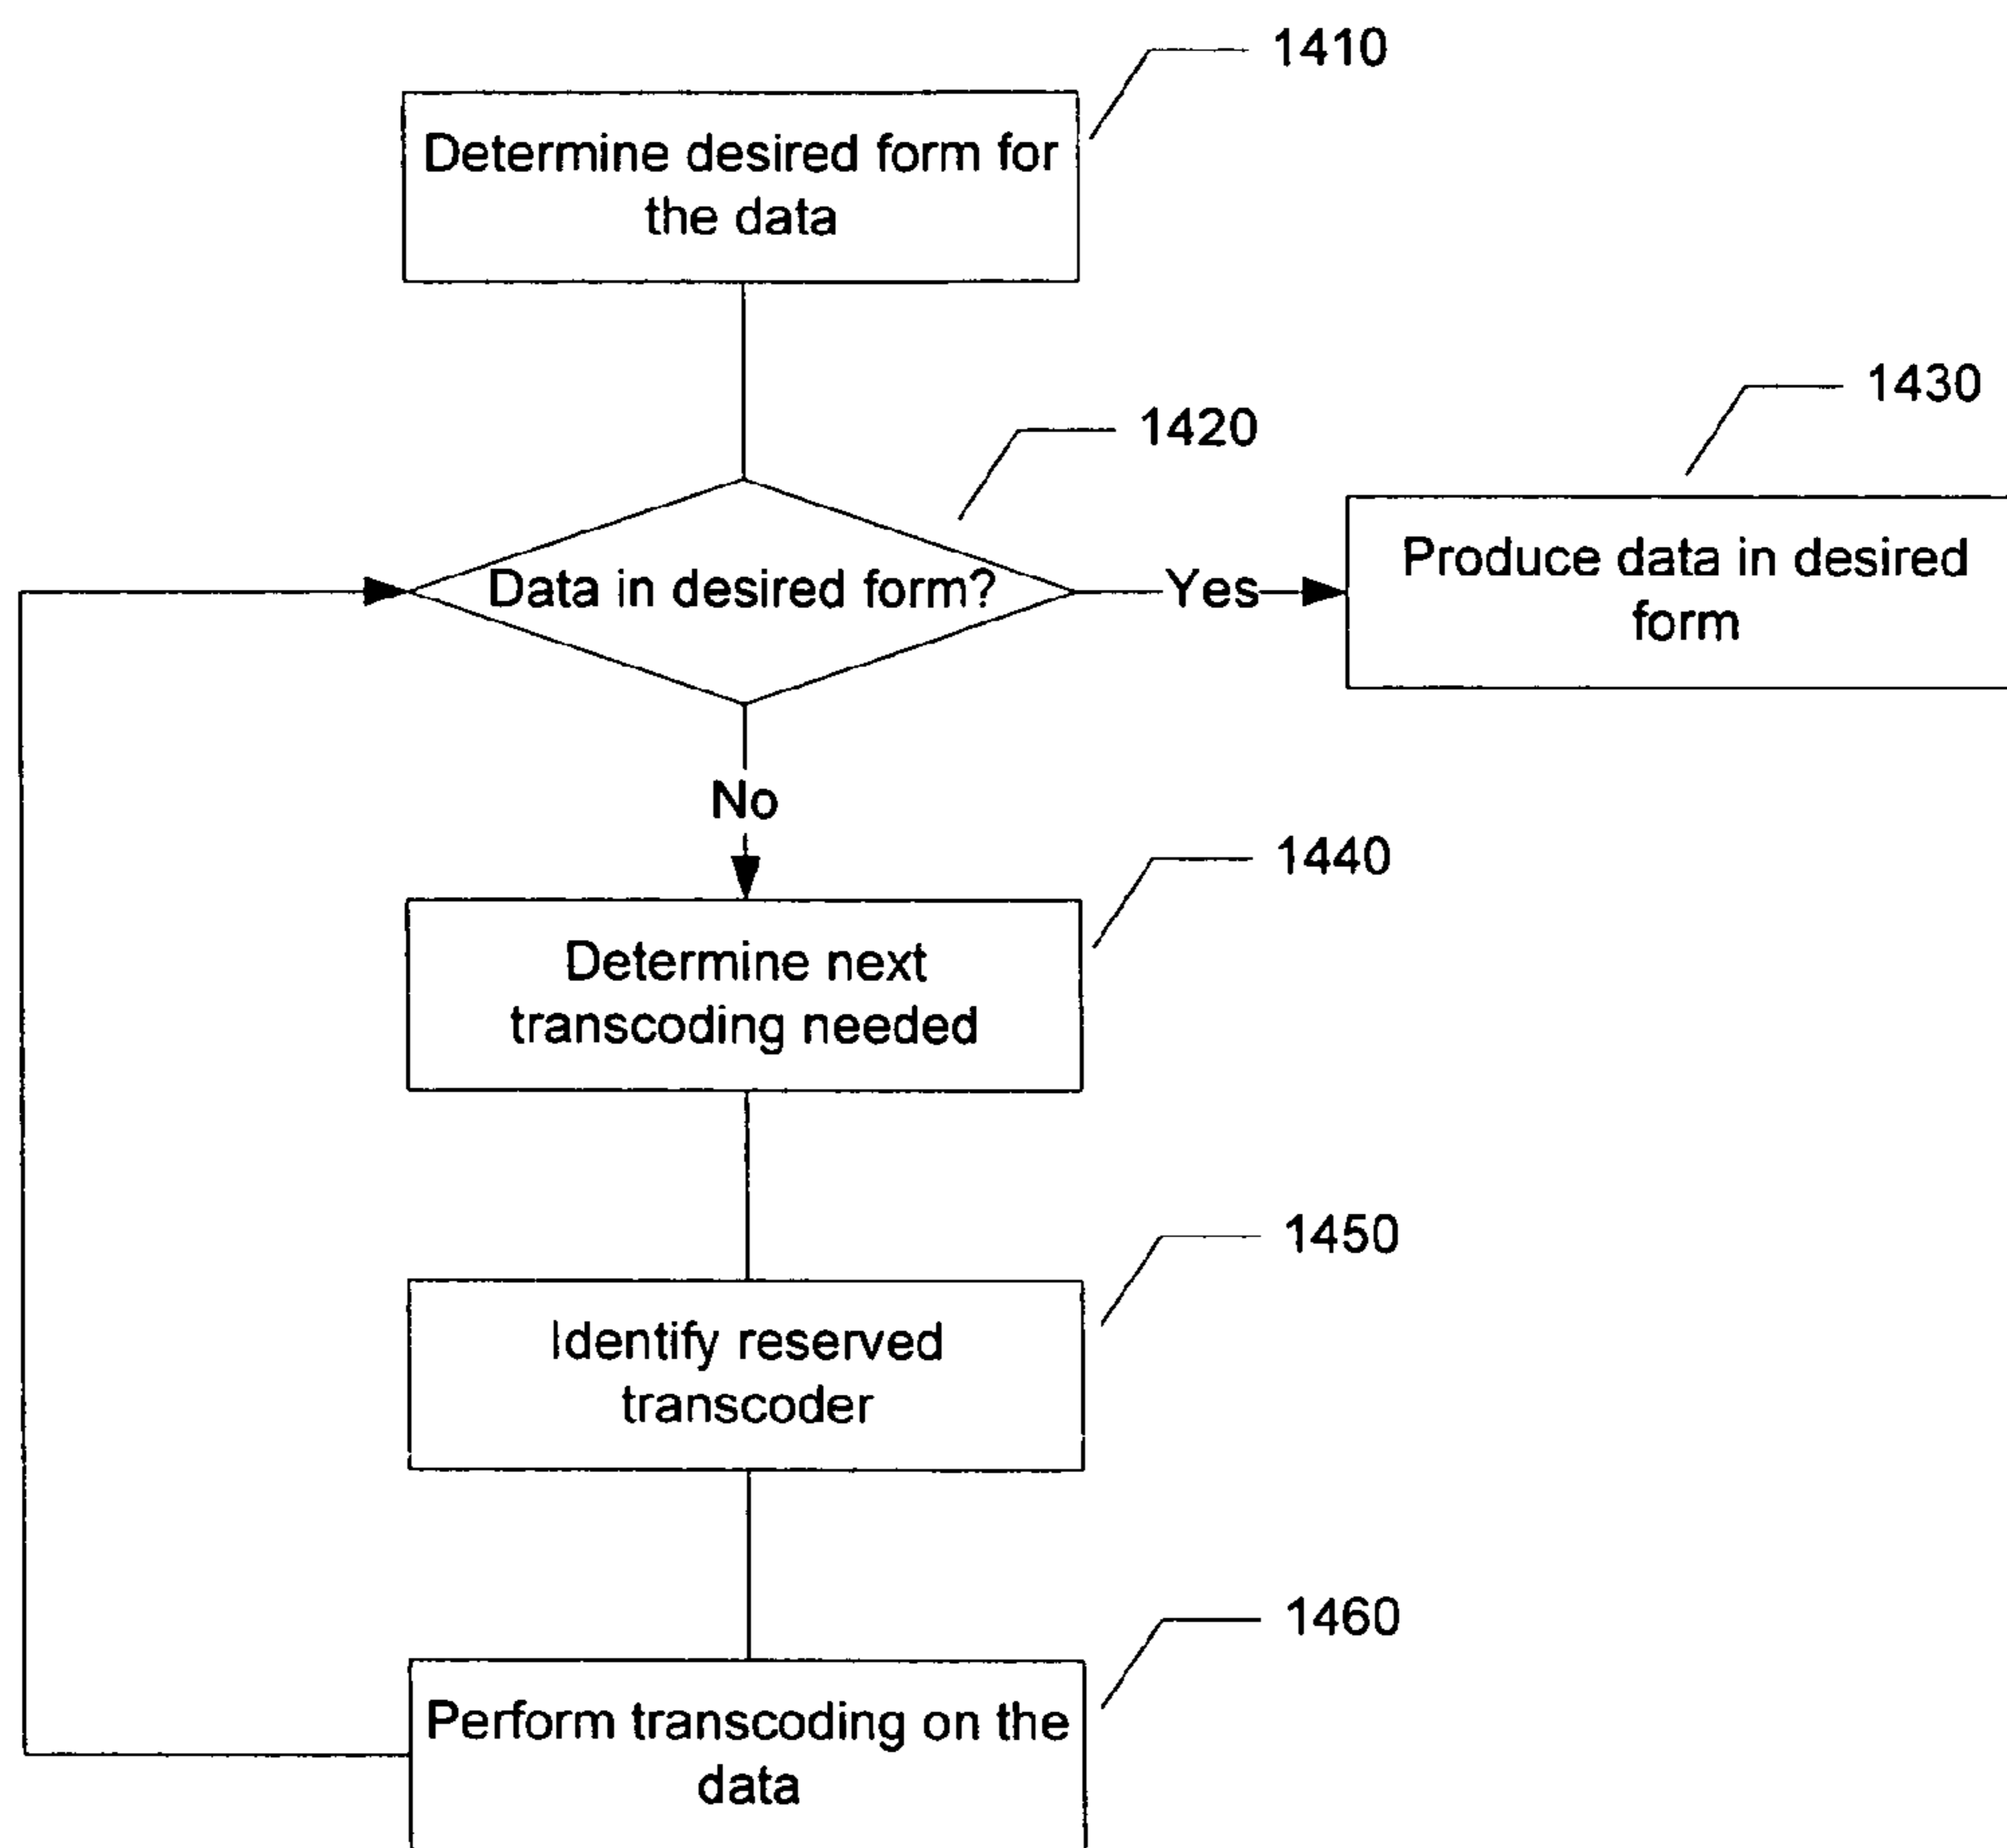 1410
Determine desired form for
the data
1420
1430
Data in desired form?
Yes
Produce data in desired
form
No
1440
Determine next
transcoding needed
1450
Identify reserved
transcoder
1460
Perform transcoding on the
data